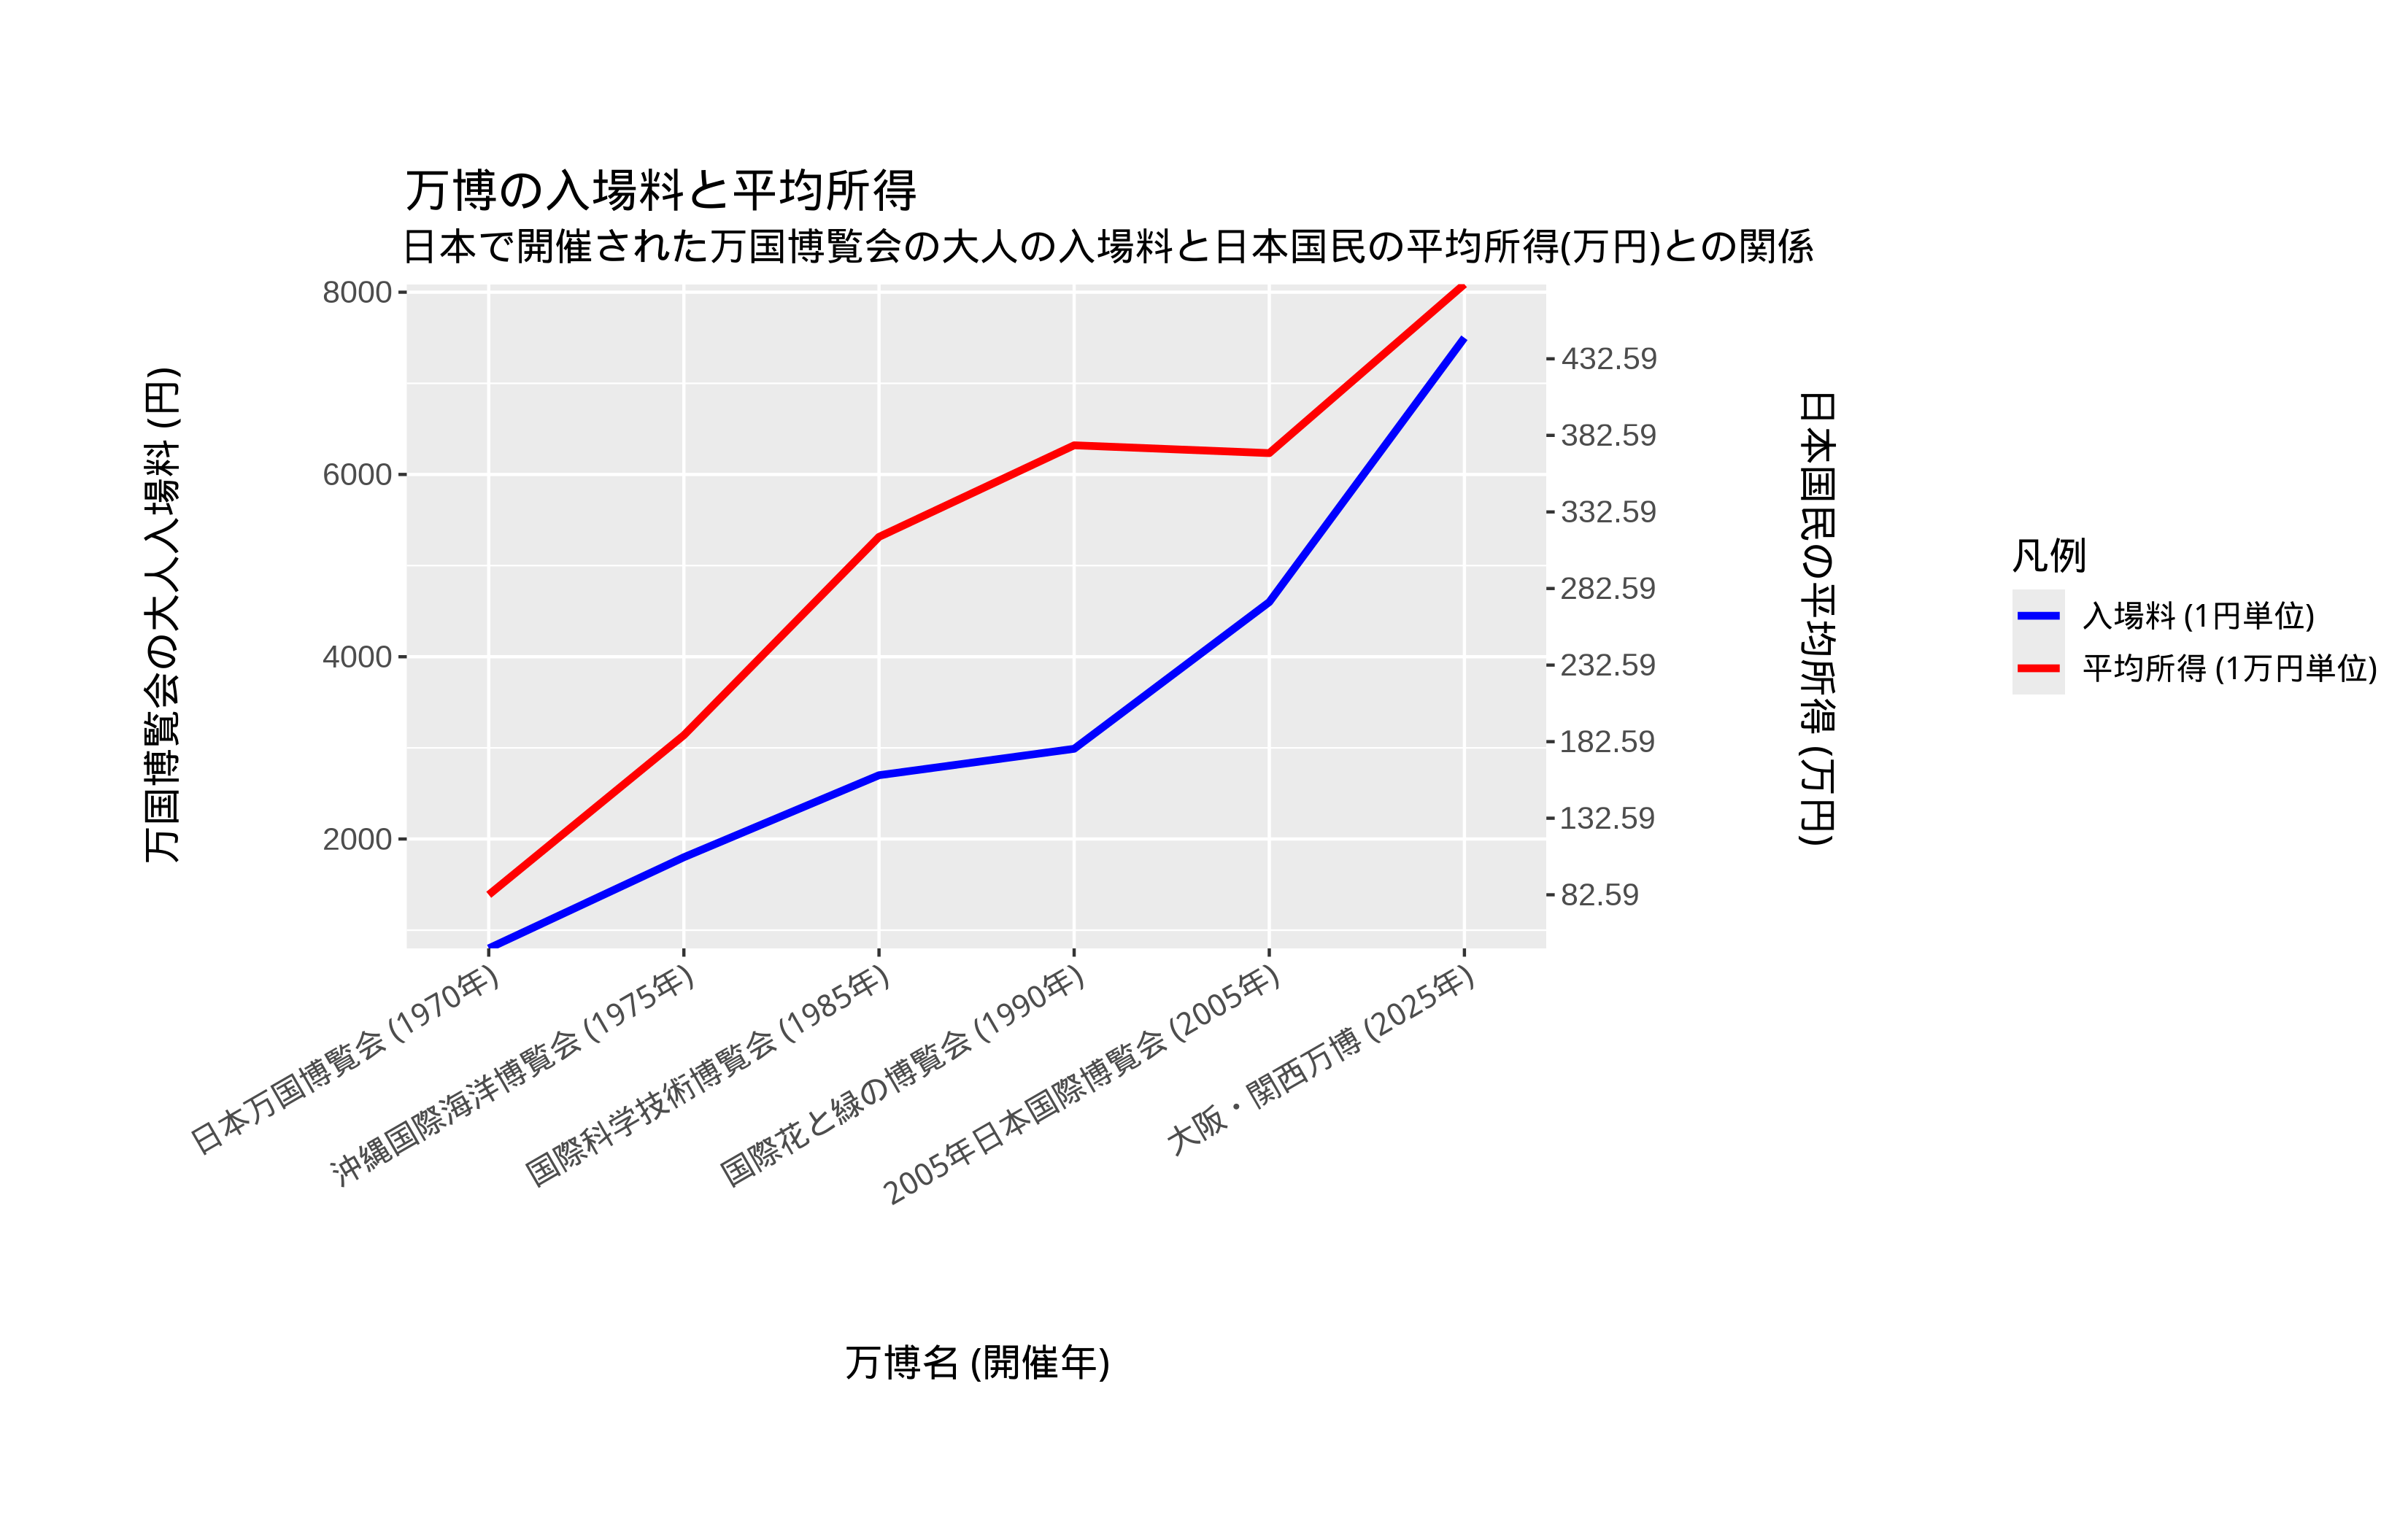 万博の入場料と平均所得
日本で開催された万国博覧会の大人の入場料と日本国民の平均所得(万円)との関係
万国博覧会の大人入場料 (円)
8000
6000
4000
2000
432.59
382.59
332.59
282.59
232.59
182.59
132.59
82.59
日本国民の平均所得 (万円)
凡例
入場料 (1円単位)
平均所得 (1万円単位)
日本万国博覧会 (1970年)
沖縄国際海洋博覧会 (1975年)
国際科学技術博覧会 (1985年)
国際花と緑の博覧会 (1990年)
2005年日本国際博覧会 (2005年)
大阪・関西万博 (2025年)
万博名 (開催年)